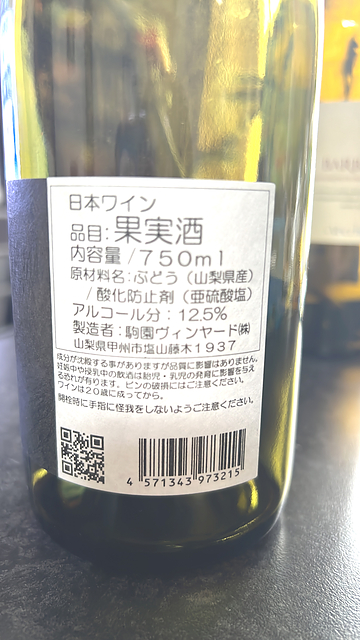 日本ワイン
品目:果実酒
内容量/750ml
原材料名:ぶどう(山梨県産)
/酸化防止剤(亜硫酸塩)
アルコール分:12.5%
製造者:駒園ヴィンヤード㈱
山梨県甲州市塩山藤木1937
成分が沈殿する事がありますが品質に影響はありません。
妊娠中や授乳中の飲酒は胎児・乳児の発育に影響を与え
る恐れが有ります。ビンの破損にはご注意ください。
ワインは20歳に成ってから。
開栓時に手指に怪我をしないようご注意ください。
4 571343 973215